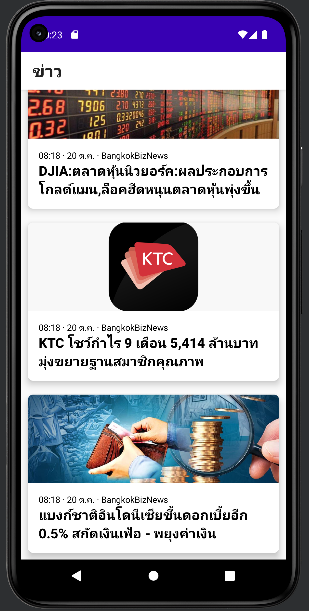 0:23
ข่าว
2.68 7906
0.32 132
08:18 · 20 ต.ค. · BangkokBizNews
DJIA:ตลาดหุ้นนิวยอร์ค:ผลประกอบการ
โกลด์แมน,ล็อคฮีดหนุนตลาดหุ้นพุ่งขึ้น
KTC
08:18 · 20 ต.ค. · BangkokBizNews
KTC โชว์กำไร 9 เดือน 5,414 ล้านบาท
มุ่งขยายฐานสมาชิกคุณภาพ
08:18 · 20 ต.ค. · BangkokBizNews
แบงก์ชาติอินโดนีเซียขึ้นดอกเบี้ยอีก
0.5% สกัดเงินเฟ้อ - พยุงค่าเงิน